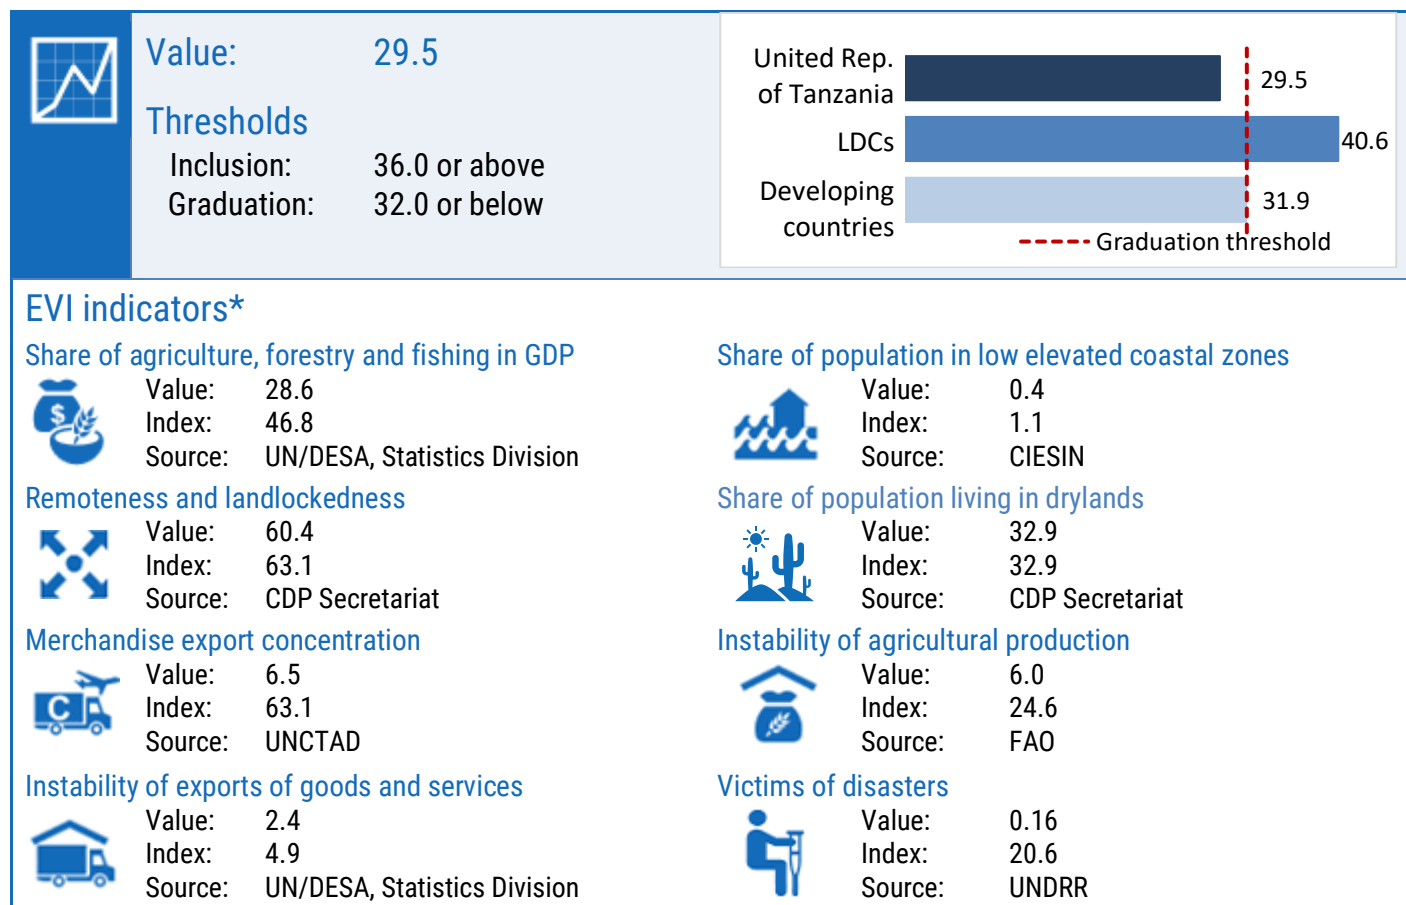 Value: 29.5
Thresholds
Inclusion: 36.0 or above
Graduation: 32.0 or below
United Rep.
of Tanzania
29.5
LDCs
40.6
Developing
countries
31.9
Graduation threshold
EVI indicators*
Share of agriculture, forestry and fishing in GDP
Value: 28.6
Index: 46.8
Source: UN/DESA, Statistics Division
Share of population in low elevated coastal zones
Value: 0.4
Index: 1.1
Source: CIESIN
Remoteness and landlockedness
Value: 60.4
Index: 63.1
Source: CDP Secretariat
Share of population living in drylands
Value: 32.9
Index: 32.9
Source: CDP Secretariat
Merchandise export concentration
C
Value: 6.5
Index: 63.1
Source: UNCTAD
Instability of agricultural production
Value: 6.0
Index: 24.6
Source: FAO
Instability of exports of goods and services
Value: 2.4
Index: 4.9
Source: UN/DESA, Statistics Division
Victims of disasters
Value: 0.16
Index: 20.6
Source: UNDRR